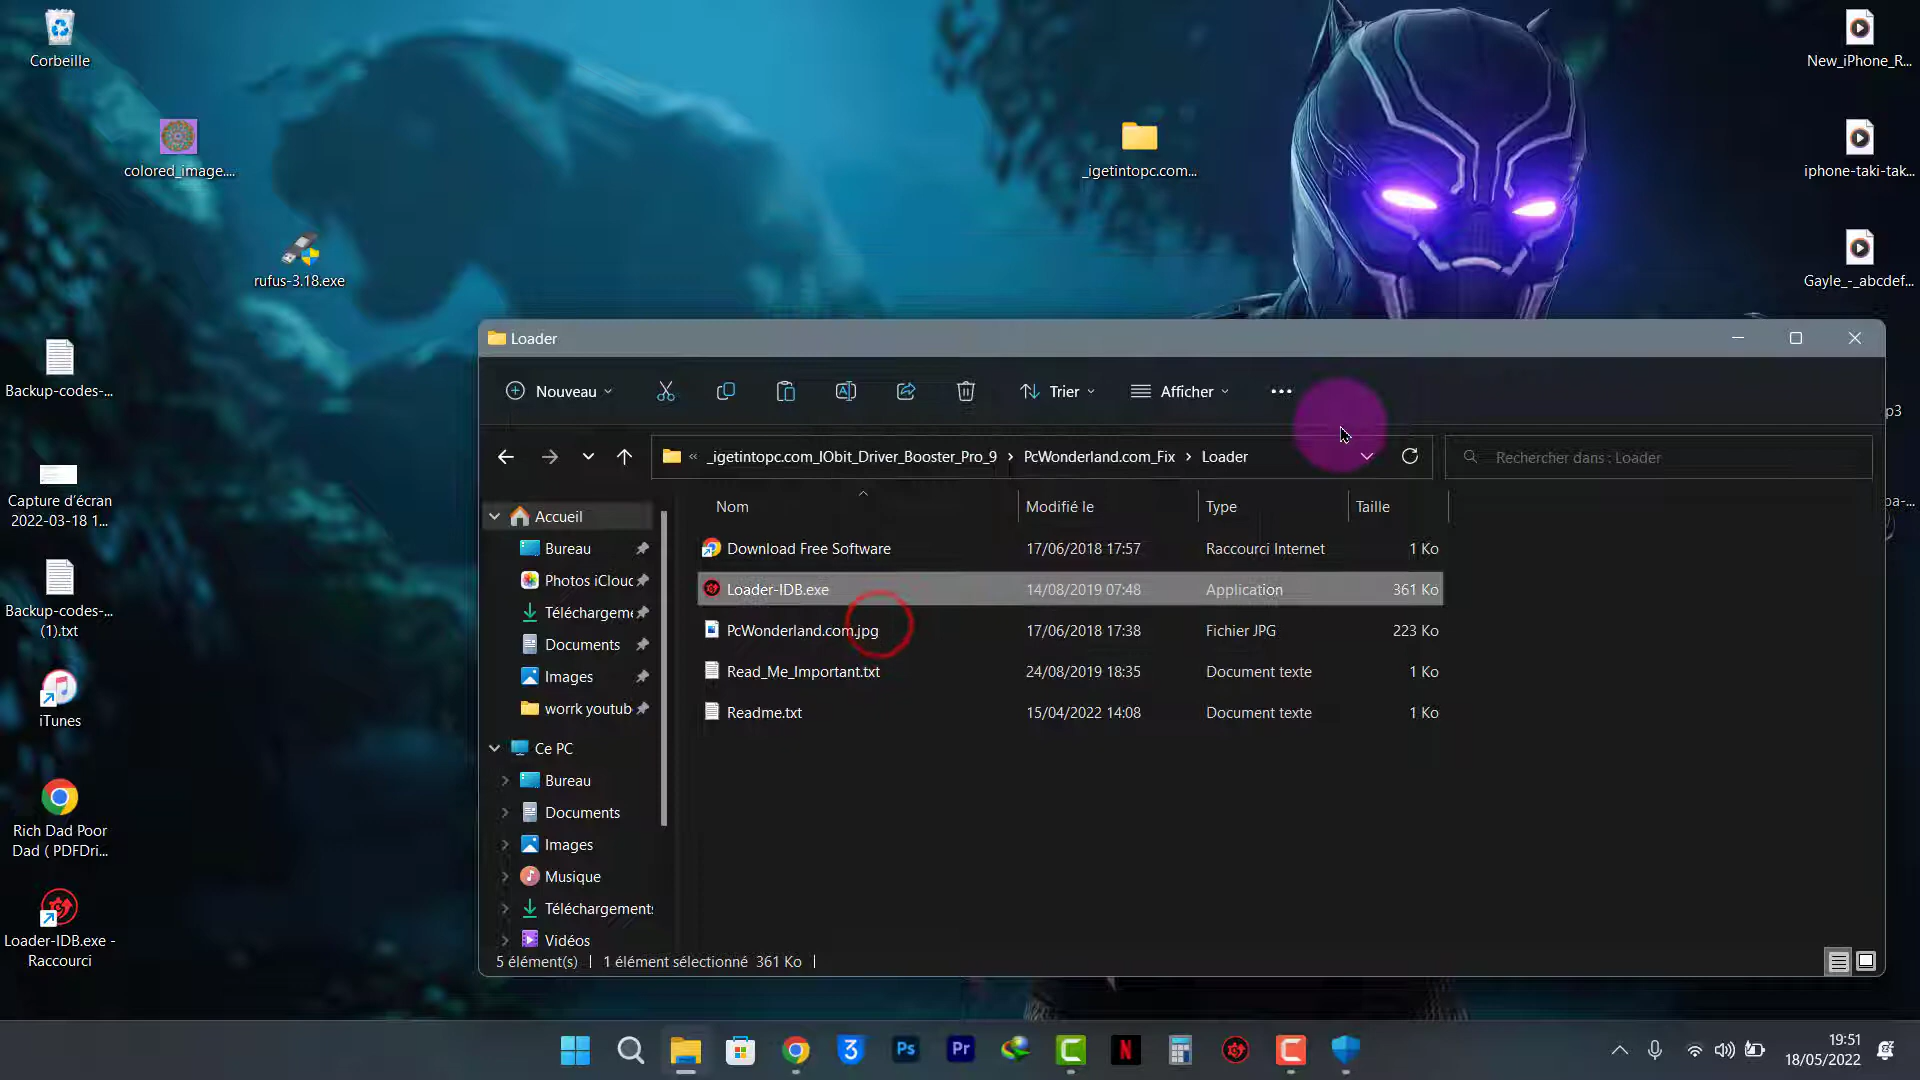 Corbeille
colored_image....
rufus-3.18.exe
Backup-codes-...
Capture d'écran
2022-03-18 1...
Backup-codes-...
(1).txt
iTunes
Rich Dad Poor
Dad ( PDFDri...
Loader-IDB.exe -
Raccourci
_igetintopc.com...
New_iPhone_R...
iphone-taki-tak...
Gayle_-_abcdef...
p3
Loader
Nouveau
Trier
Afficher
« _igetintopc.com_IObit_Driver_Booster_Pro_9 > PcWonderland.com_Fix > Loader
Rechercher dans : Loader
Accueil
Bureau
Photos iClouc
Téléchargeme
Documents
Images
worrk youtub
Ce PC
Bureau
Documents
Images
Musique
Téléchargements
Vidéos
Nom Modifié le Type Taille
Download Free Software 17/06/2018 17:57 Raccourci Internet 1 Ko
Loader-IDB.exe 14/08/2019 07:48 Application 361 Ko
PcWonderland.com.jpg 17/06/2018 17:38 Fichier JPG 223 Ko
Read_Me_Important.txt 24/08/2019 18:35 Document texte 1 Ko
Readme.txt 15/04/2022 14:08 Document texte 1 Ko
5 élément(s) | 1 élément sélectionné 361 Ko |
3
Ps
Pr
N
19:51
18/05/2022